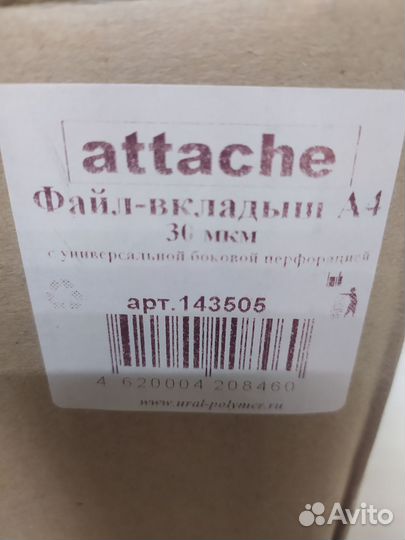 attache
Файл-вкладыш А4
30 мкм
с универсальной боковой перфорацией
арт.143505
4 620004 208460
www.ural-polymer.ru
Avito